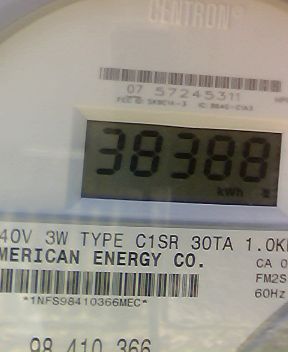 CENTRON®
07 57245311
38388
kWh
40V 3W TYPE C1SR 30TA 1.0K
MERICAN ENERGY CO.
CA 0
FM2S
60Hz
*1NFS98410366MEC*
98 410 366